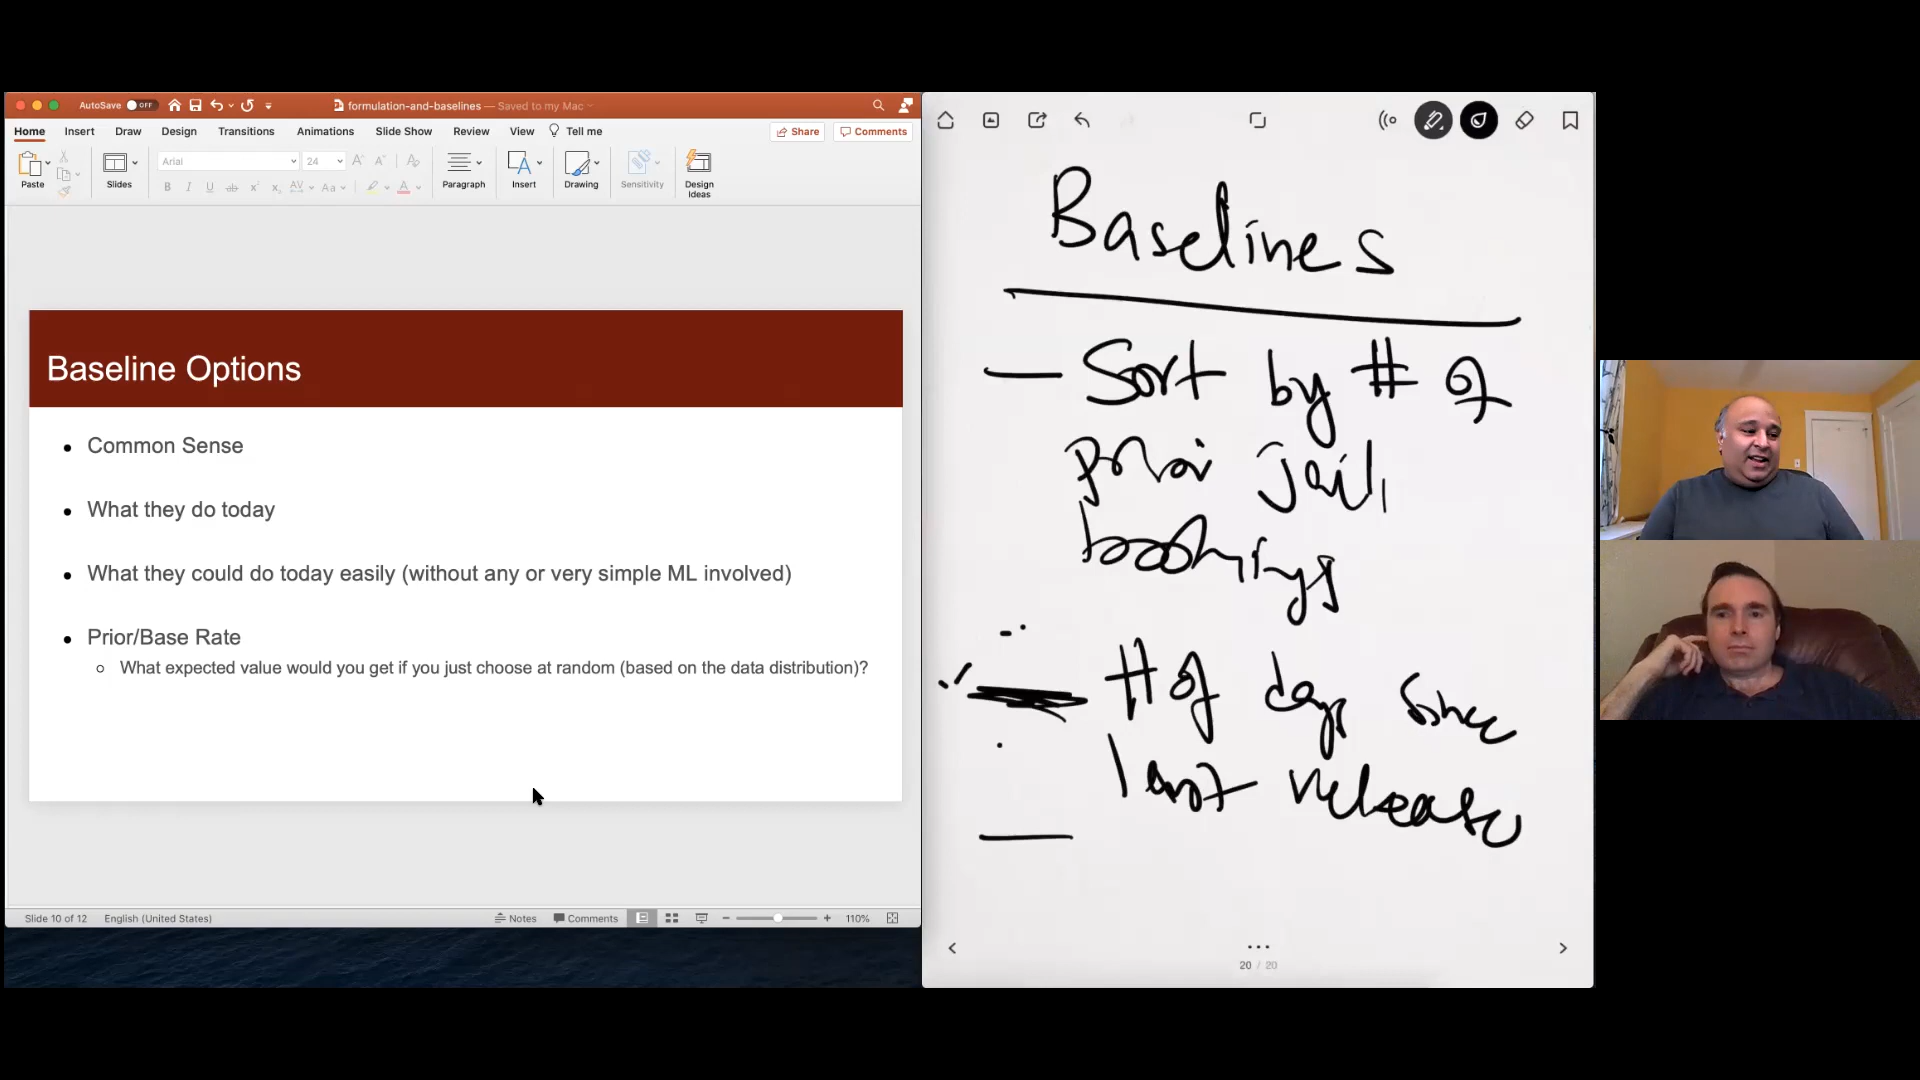 AutoSave OFF
formulation-and-baselines — Saved to my Mac
Home Insert Draw Design Transitions Animations Slide Show Review View Tell me
Share Comments
Paste
Slides
Arial 24
B I U ab x² x₂ AV Aa A
Paragraph
Insert
Drawing
Sensitivity
Design
Ideas
Baseline Options
Common Sense
What they do today
What they could do today easily (without any or very simple ML involved)
Prior/Base Rate
What expected value would you get if you just choose at random (based on the data distribution)?
Slide 10 of 12 English (United States) Notes Comments 110%
Baselines
— Sort by # of
prior jail
bookings
# of days since
last release
20 / 20